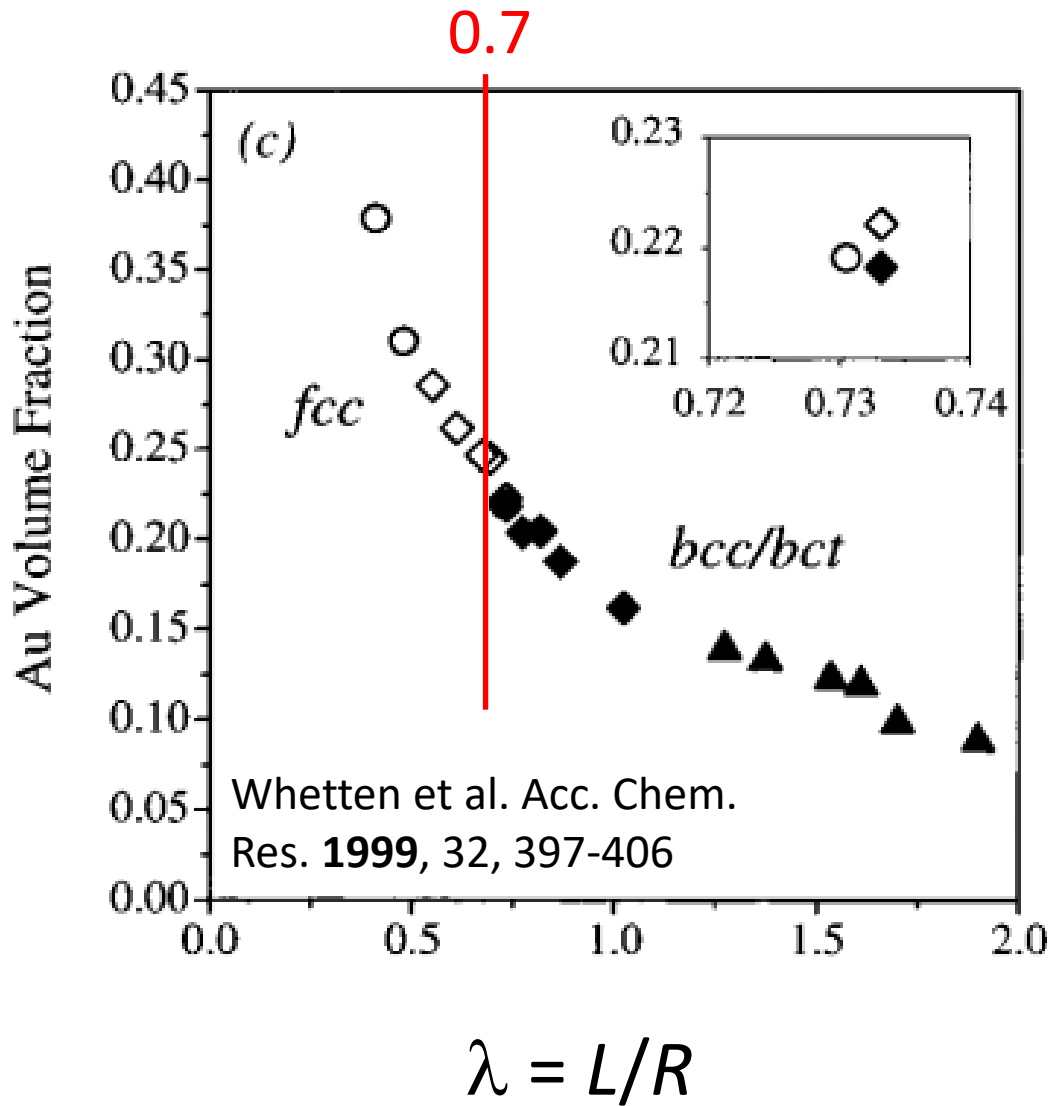 0.7
0.45
(c)
0.40
0.35
0.30
0.25
0.20
0.15
0.10
0.05
0.00
Au Volume Fraction
fcc
bcc/bct
0.23
0.22
0.21
0.72 0.73 0.74
Whetten et al. Acc. Chem.
Res. 1999, 32, 397-406
0.0 0.5 1.0 1.5 2.0
λ = L/R